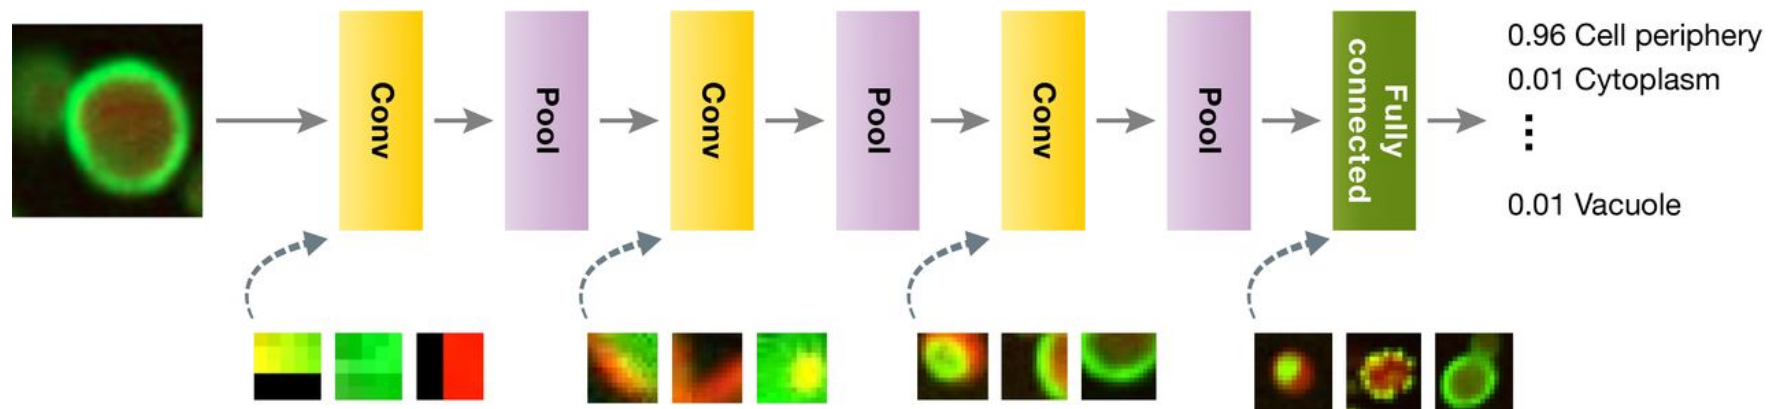 Conv
Pool
Conv
Pool
Conv
Pool
Fully
connected
0.96 Cell periphery
0.01 Cytoplasm
⋮
0.01 Vacuole